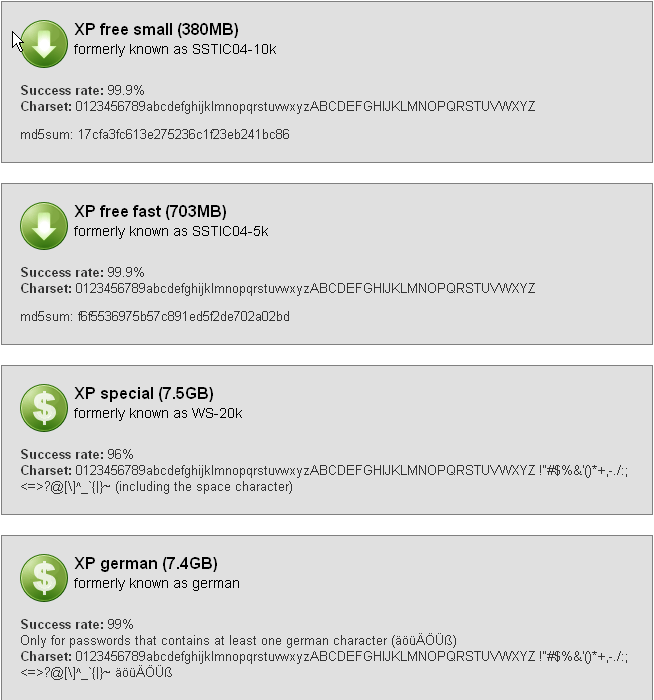 XP free small (380MB)
formerly known as SSTIC04-10k
Success rate: 99.9%
Charset: 0123456789abcdefghijklmnopqrstuvwxyzABCDEFGHIJKLMNOPQRSTUVWXYZ
md5sum: 17cfa3fc613e275236c1f23eb241bc86
XP free fast (703MB)
formerly known as SSTIC04-5k
Success rate: 99.9%
Charset: 0123456789abcdefghijklmnopqrstuvwxyzABCDEFGHIJKLMNOPQRSTUVWXYZ
md5sum: f6f5536975b57c891ed5f2de702a02bd
$
XP special (7.5GB)
formerly known as WS-20k
Success rate: 96%
Charset: 0123456789abcdefghijklmnopqrstuvwxyzABCDEFGHIJKLMNOPQRSTUVWXYZ !"#$%&'()*+,-./:;
<=>?@[\]^_`{|}~ (including the space character)
$
XP german (7.4GB)
formerly known as german
Success rate: 99%
Only for passwords that contains at least one german character (äöüÄÖÜß)
Charset: 0123456789abcdefghijklmnopqrstuvwxyzABCDEFGHIJKLMNOPQRSTUVWXYZ !"#$%&'()*+,-./:;
<=>?@[\]^_`{|}~ äöüÄÖÜß